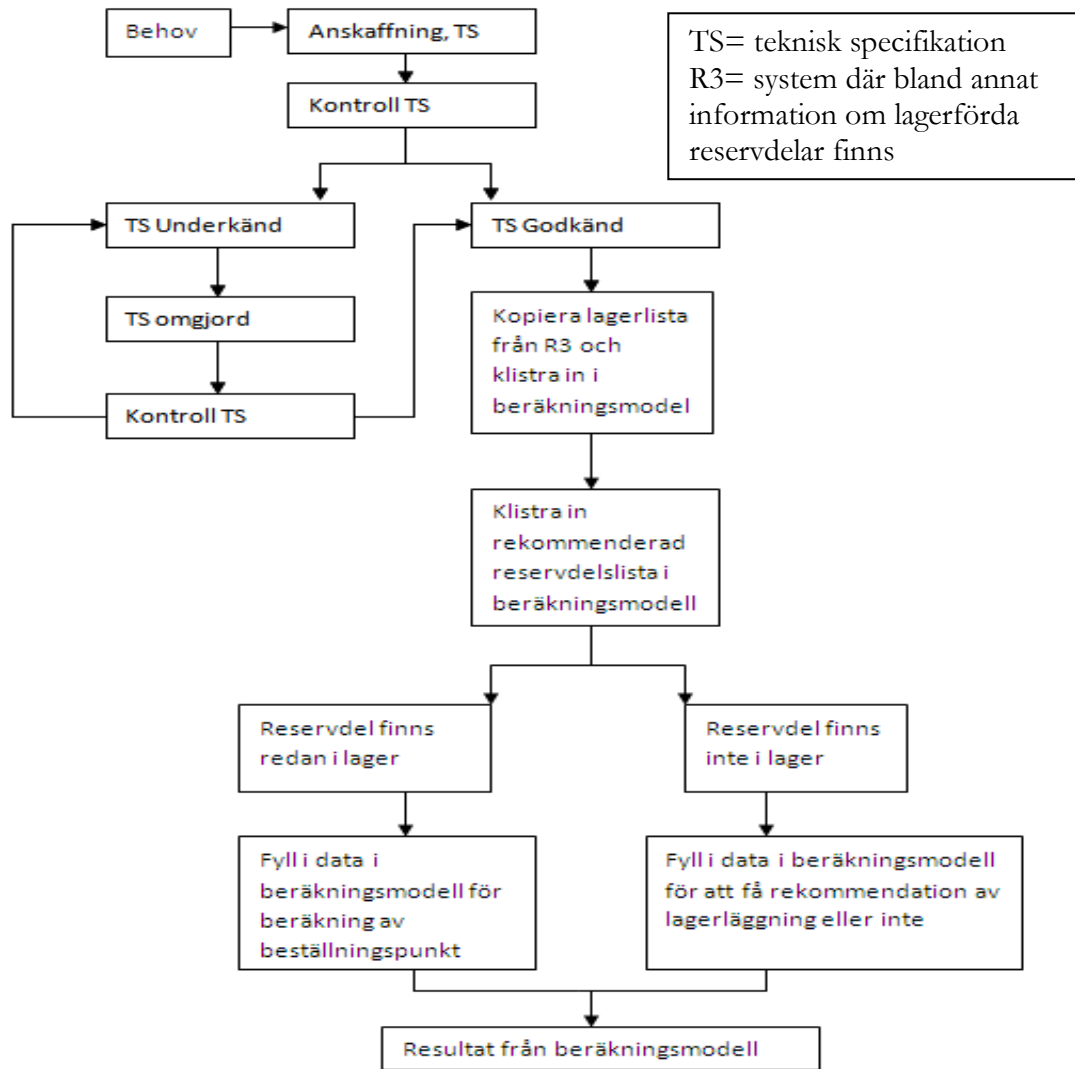 Behov
Anskaffning, TS
TS= teknisk specifikation
R3= system där bland annat
information om lagerförda
reservdelar finns
Kontroll TS
TS Underkänd
TS Godkänd
TS omgjord
Kontroll TS
Kopiera lagerlista
från R3 och
klistra in i
beräkningsmodel
Klistra in
rekommenderad
reservdelslista i
beräkningsmodell
Reservdel finns
redan i lager
Reservdel finns
inte i lager
Fyll i data i
beräkningsmodell för
beräkning av
beställningspunkt
Fyll i data i beräkningsmodell
för att få rekommendation av
lagerläggning eller inte
Resultat från beräkningsmodell